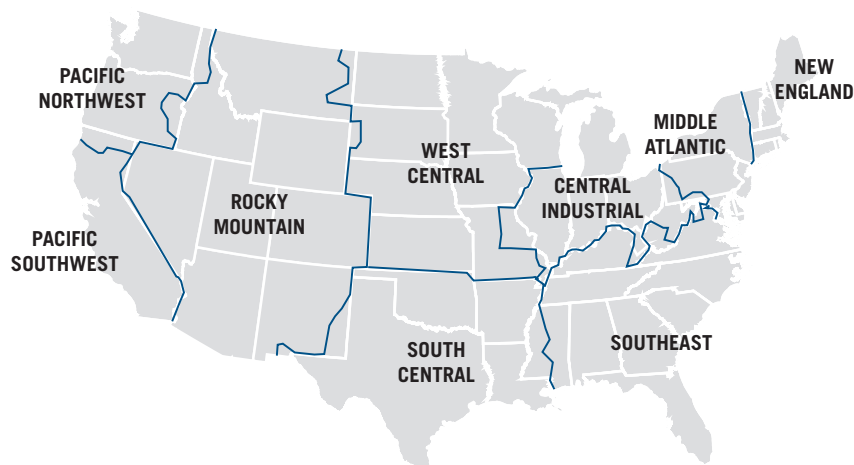 PACIFIC
NORTHWEST
NEW
ENGLAND
MIDDLE
ATLANTIC
WEST
CENTRAL
CENTRAL
INDUSTRIAL
ROCKY
MOUNTAIN
PACIFIC
SOUTHWEST
SOUTHEAST
SOUTH
CENTRAL